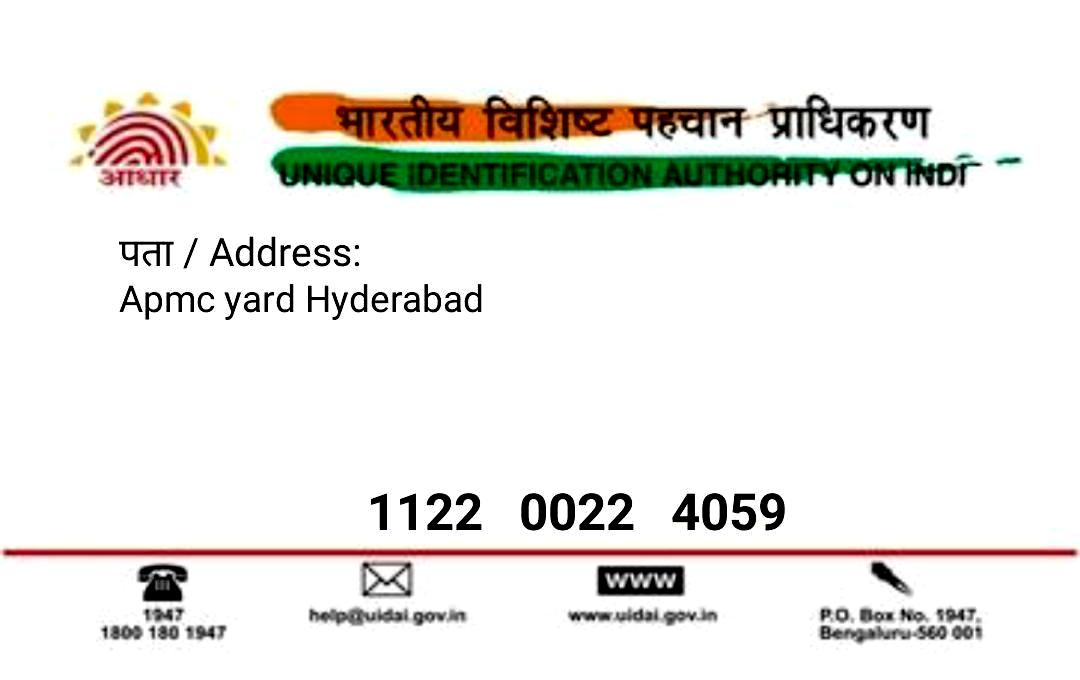 भारतीय विशिष्ट पहचान प्राधिकरण
UNIQUE IDENTIFICATION AUTHORITY ON INDI
आधार
पता / Address:
Apmc yard Hyderabad
1122 0022 4059
1947
1800 180 1947
help@uidai.gov.in
www
www.uidai.gov.in
P.O. Box No. 1947,
Bengaluru-560 001